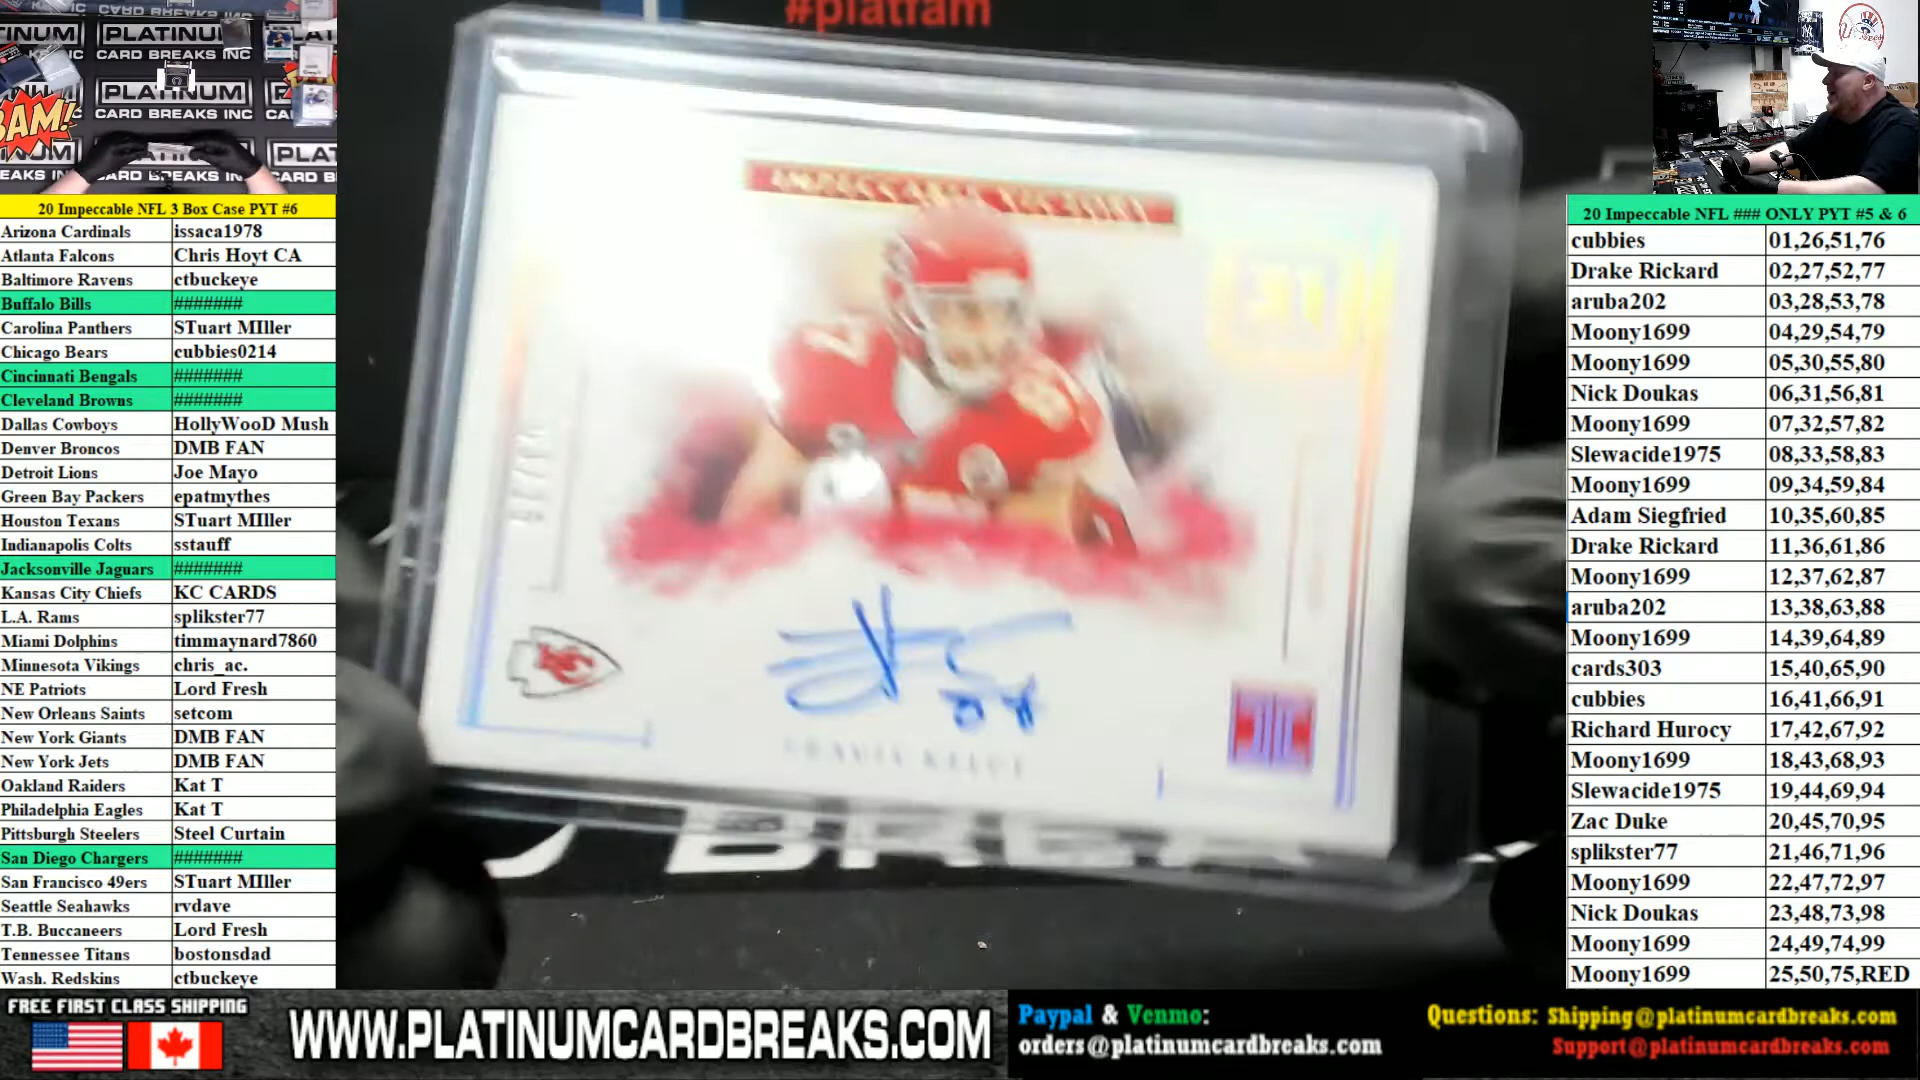 #platfam
PLATINUM
CARD BREAKS INC
PLATINUM
CARD BREAKS INC
BAM!
20 Impeccable NFL 3 Box Case PYT #6
Arizona Cardinals issaca1978
Atlanta Falcons Chris Hoyt CA
Baltimore Ravens ctbuckeye
Buffalo Bills #######
Carolina Panthers STuart MIller
Chicago Bears cubbies0214
Cincinnati Bengals #######
Cleveland Browns #######
Dallas Cowboys HollyWooD Mush
Denver Broncos DMB FAN
Detroit Lions Joe Mayo
Green Bay Packers epatmythes
Houston Texans STuart MIller
Indianapolis Colts sstauff
Jacksonville Jaguars #######
Kansas City Chiefs KC CARDS
L.A. Rams splikster77
Miami Dolphins timmaynard7860
Minnesota Vikings chris_ac.
NE Patriots Lord Fresh
New Orleans Saints setcom
New York Giants DMB FAN
New York Jets DMB FAN
Oakland Raiders Kat T
Philadelphia Eagles Kat T
Pittsburgh Steelers Steel Curtain
San Diego Chargers #######
San Francisco 49ers STuart MIller
Seattle Seahawks rvdave
T.B. Buccaneers Lord Fresh
Tennessee Titans bostonsdad
Wash. Redskins ctbuckeye
TRAVIS KELCE
20 Impeccable NFL ### ONLY PYT #5 & 6
cubbies 01,26,51,76
Drake Rickard 02,27,52,77
aruba202 03,28,53,78
Moony1699 04,29,54,79
Moony1699 05,30,55,80
Nick Doukas 06,31,56,81
Moony1699 07,32,57,82
Slewacide1975 08,33,58,83
Moony1699 09,34,59,84
Adam Siegfried 10,35,60,85
Drake Rickard 11,36,61,86
Moony1699 12,37,62,87
aruba202 13,38,63,88
Moony1699 14,39,64,89
cards303 15,40,65,90
cubbies 16,41,66,91
Richard Hurocy 17,42,67,92
Moony1699 18,43,68,93
Slewacide1975 19,44,69,94
Zac Duke 20,45,70,95
splikster77 21,46,71,96
Moony1699 22,47,72,97
Nick Doukas 23,48,73,98
Moony1699 24,49,74,99
Moony1699 25,50,75,RED
FREE FIRST CLASS SHIPPING
WWW.PLATINUMCARDBREAKS.COM
Paypal & Venmo:
orders@platinumcardbreaks.com
Questions: Shipping@platinumcardbreaks.com
Support@platinumcardbreaks.com